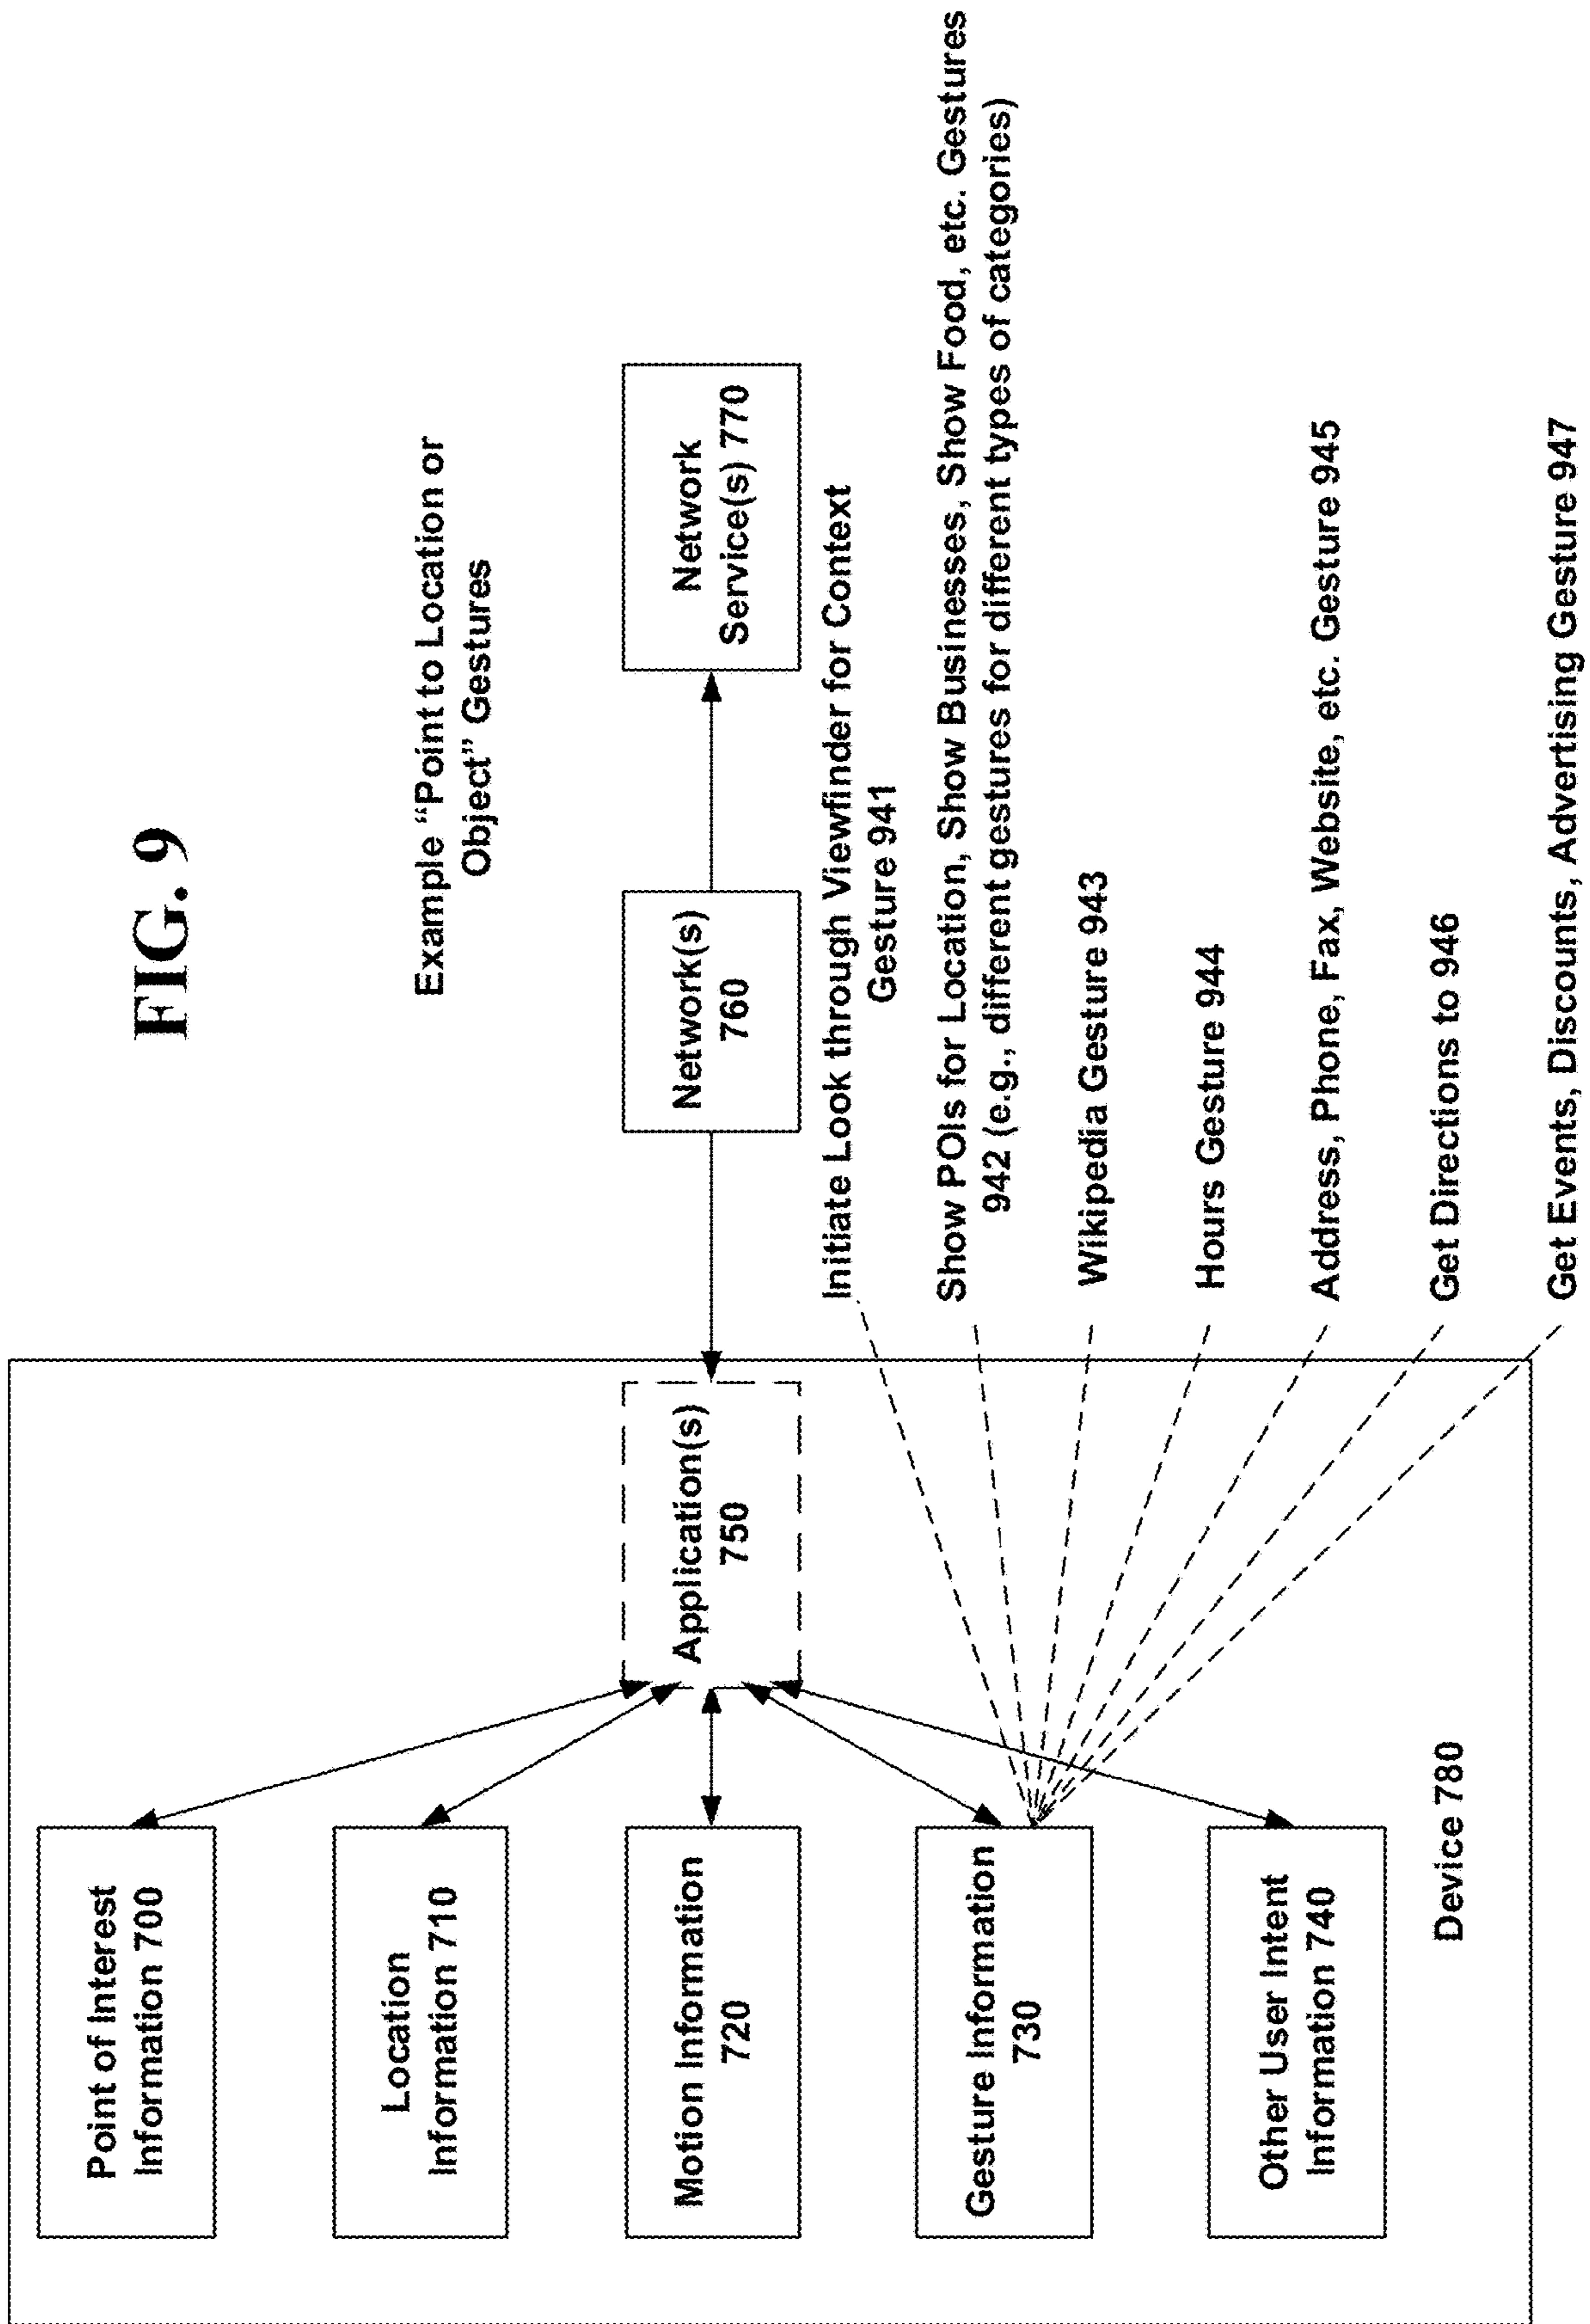 FIG. 9
Example “Point to Location or
Object” Gestures
Point of Interest
Information 700
Location
Information 710
Motion Information
720
Gesture Information
730
Other User Intent
Information 740
Device 780
Application(s)
750
Network(s)
760
Network
Service(s) 770
Initiate Look through Viewfinder for Context
Gesture 941
Show POIs for Location, Show Businesses, Show Food, etc. Gestures
942 (e.g., different gestures for different types of categories)
Wikipedia Gesture 943
Hours Gesture 944
Address, Phone, Fax, Website, etc. Gesture 945
Get Directions to 946
Get Events, Discounts, Advertising Gesture 947